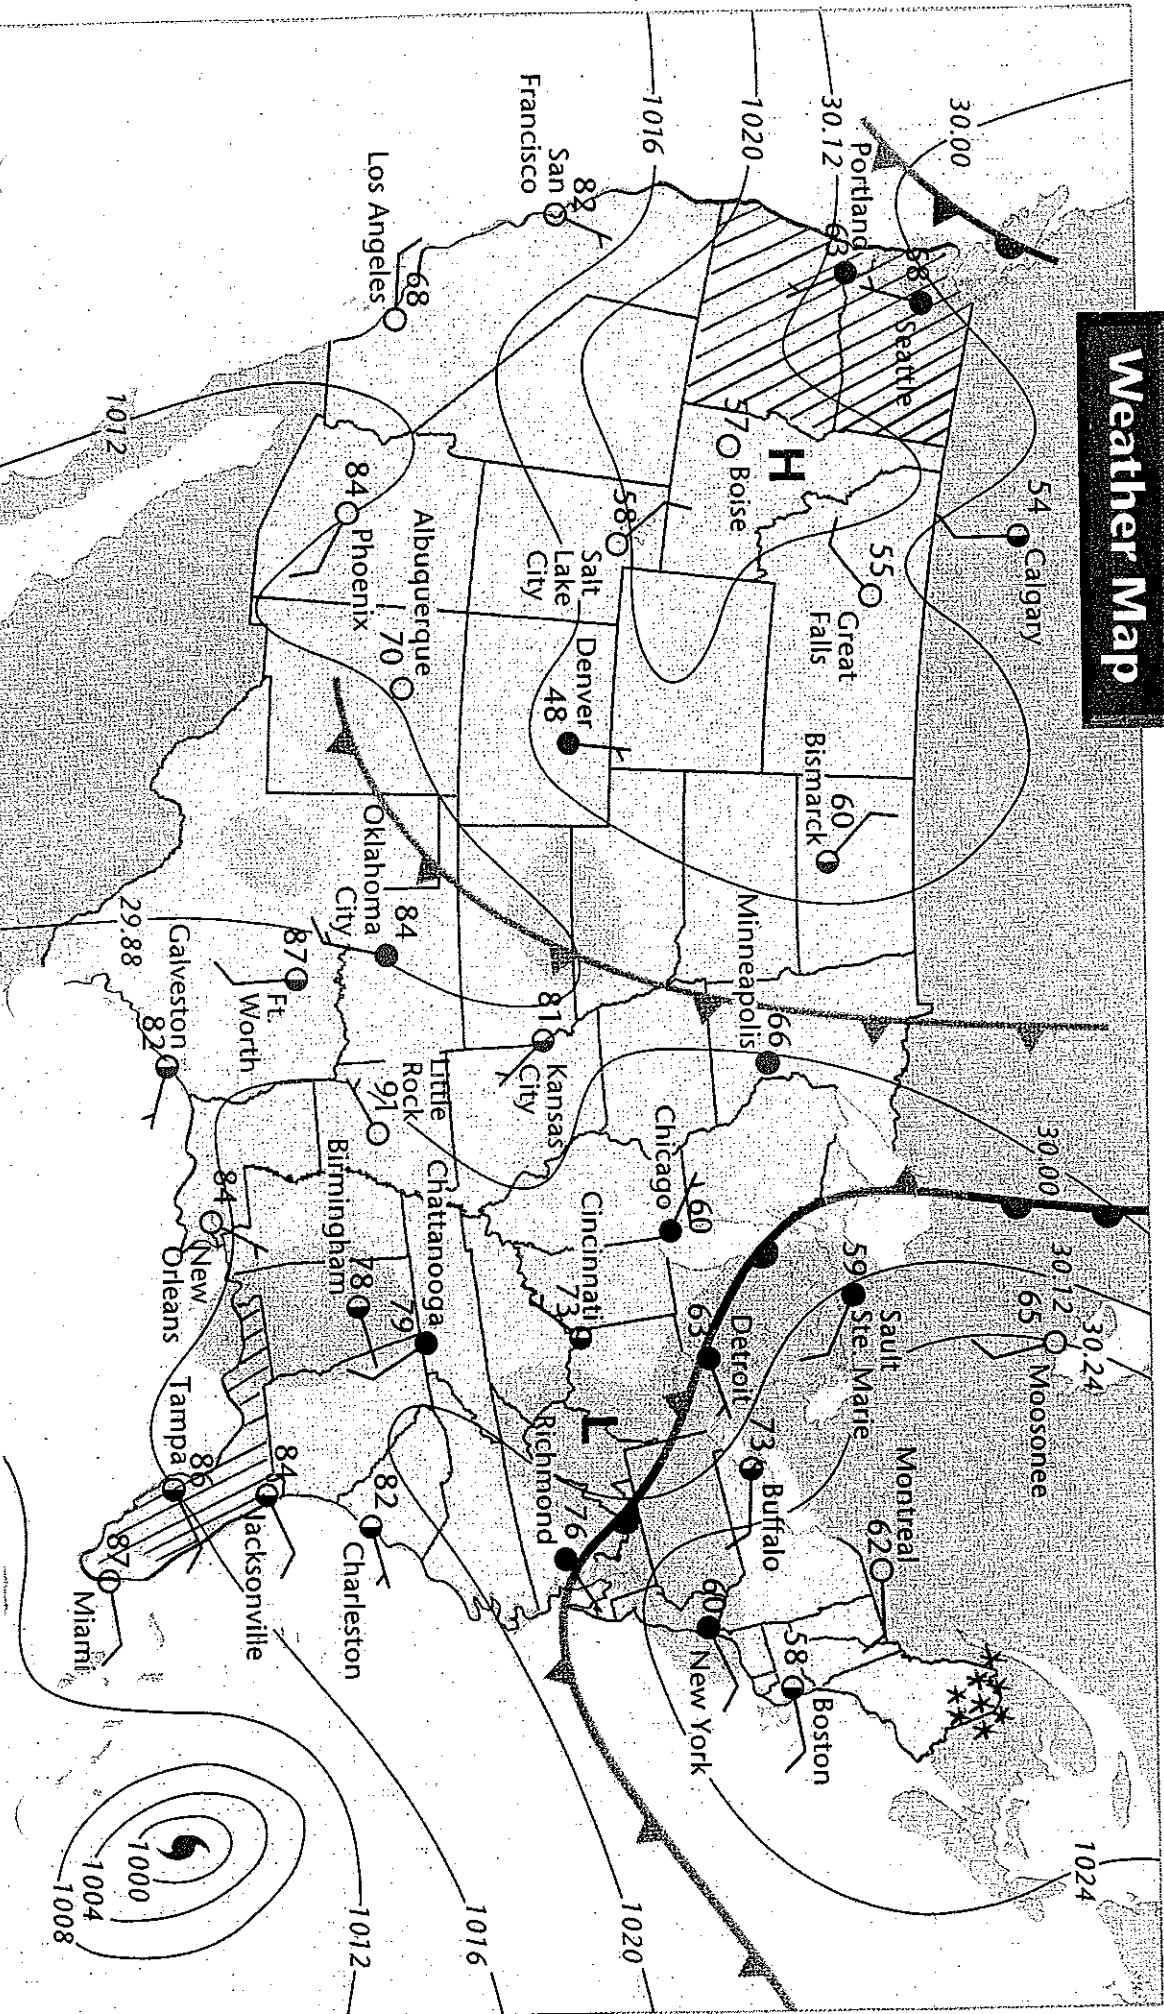 Weather Map
30.00
30.12
1020
1016
54
Calgary
58
Seattle
Portland
63
H
57
Boise
55
Great
Falls
Bismarck
60
Minneapolis
66
30.00
30.12
30.24
65
Moosonee
59
Sault
Ste. Marie
Montreal
62
1024
82
San
Francisco
58
Salt
Lake
City
Denver
48
Chicago
60
Detroit
63
73
Buffalo
58
Boston
60
New York
Los Angeles
68
81
Kansas
City
Cincinnati
73
L
Richmond
76
84
Phoenix
Albuquerque
70
Oklahoma
City
84
Little
Rock
91
Chattanooga
79
Birmingham
78
82
Charleston
1020
1012
29.88
87
Ft.
Worth
Galveston
82
84
New
Orleans
Tampa
86
84
Jacksonville
87
Miami
1016
1012
1000
1004
1008